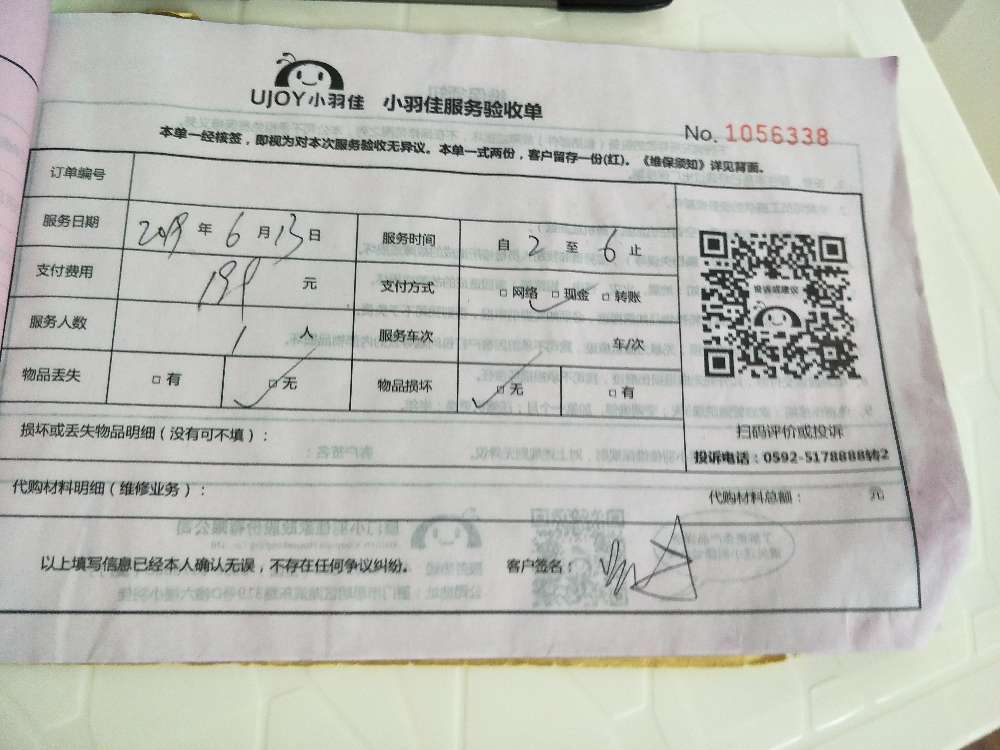 UJOY小羽佳 小羽佳服务验收单
No. 1056338
本单一经接签，即视为对本次服务验收无异议。本单一式两份，客户留存一份(红)。《维保须知》详见背面。
订单编号
服务日期 2019 年 6 月 13 日 服务时间 自 2 至 6 止
支付费用 199 元 支付方式 □ 网络 □ 现金 □ 转账
服务人数 1 人 服务车次 车/次
物品丢失 □ 有 □ 无 物品损坏 □ 无 □ 有
投诉或建议
扫码评价或投诉
投诉电话：0592-5178888转2
损坏或丢失物品明细（没有可不填）：
代购材料明细（维修业务）： 代购材料总额： 元
以上填写信息已经本人确认无误，不存在任何争议纠纷。 客户签名：